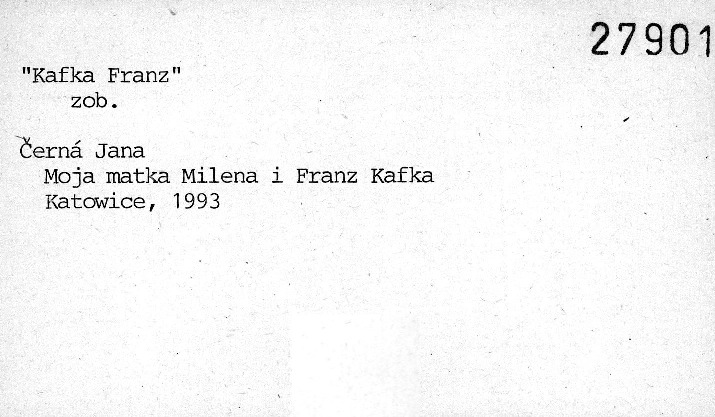 27901
"Kafka Franz"
zob.
Černá Jana
Moja matka Milena i Franz Kafka
Katowice, 1993